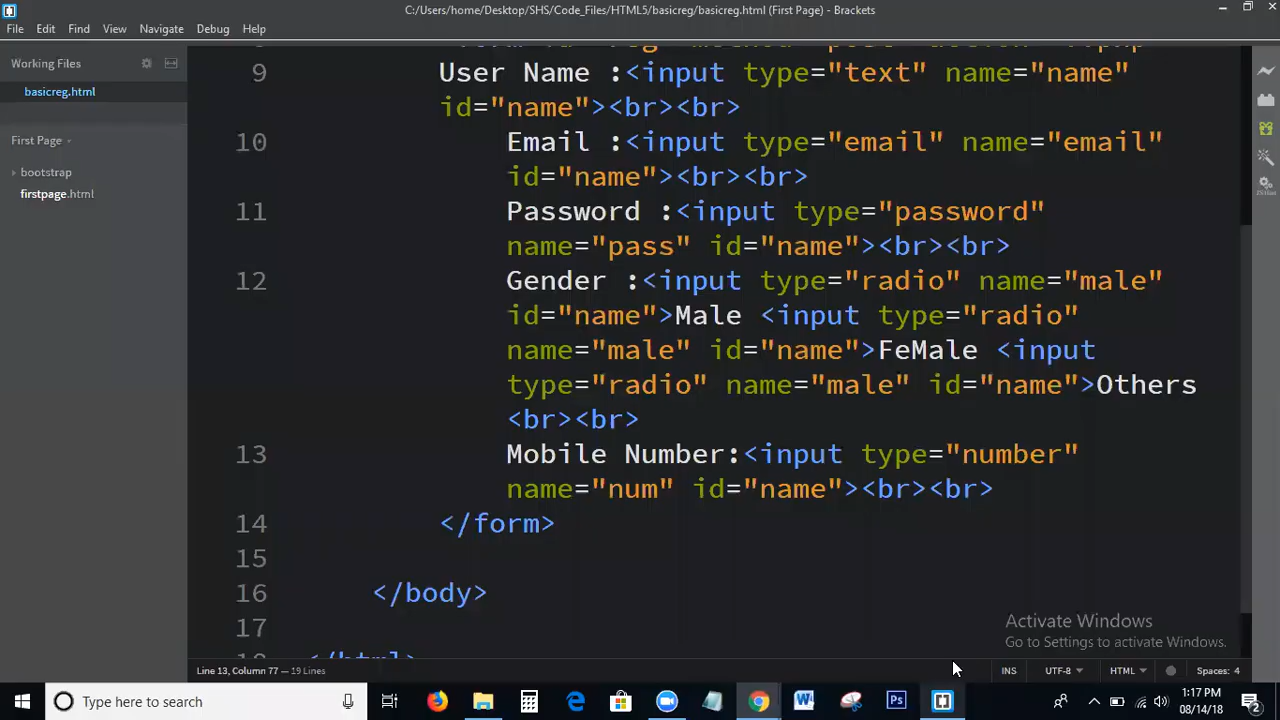 C:/Users/home/Desktop/SHS/Code_Files/HTML5/basicreg/basicreg.html (First Page) - Brackets
File Edit Find View Navigate Debug Help
Working Files
basicreg.html
First Page
bootstrap
firstpage.html
9 User Name :<input type="text" name="name"
id="name"><br><br>
10 Email :<input type="email" name="email"
id="name"><br><br>
11 Password :<input type="password"
name="pass" id="name"><br><br>
12 Gender :<input type="radio" name="male"
id="name">Male <input type="radio"
name="male" id="name">FeMale <input
type="radio" name="male" id="name">Others
<br><br>
13 Mobile Number:<input type="number"
name="num" id="name"><br><br>
14 </form>
15
16 </body>
17
18 </html>
Activate Windows
Go to Settings to activate Windows.
Line 13, Column 77 — 19 Lines
INS UTF-8 HTML Spaces: 4
Type here to search
1:17 PM
08/14/18
2